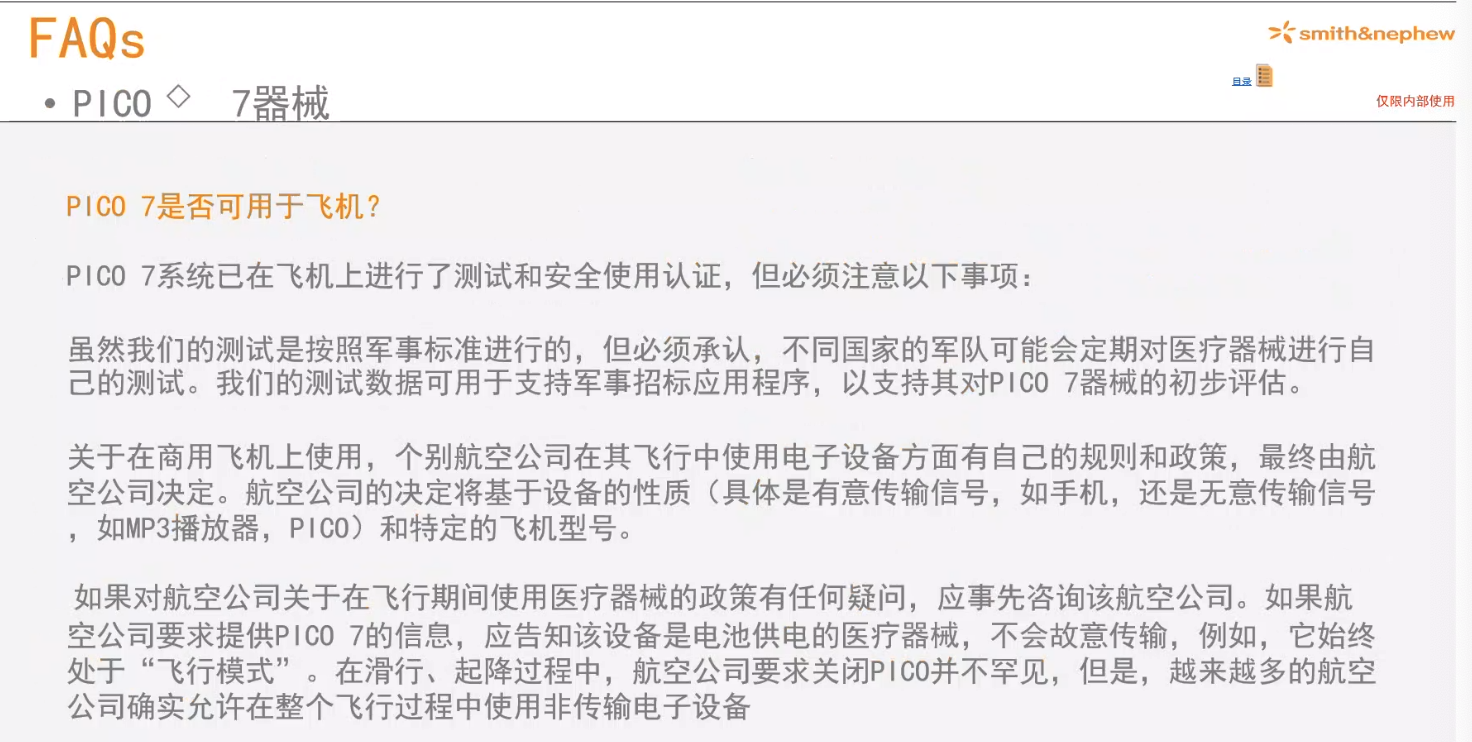 FAQs
smith&nephew
目录
• PICO ◇ 7器械
仅限内部使用
PICO 7是否可用于飞机？
PICO 7系统已在飞机上进行了测试和安全使用认证，但必须注意以下事项：
虽然我们的测试是按照军事标准进行的，但必须承认，不同国家的军队可能会定期对医疗器械进行自
己的测试。我们的测试数据可用于支持军事招标应用程序，以支持其对PICO 7器械的初步评估。
关于在商用飞机上使用，个别航空公司在其飞行中使用电子设备方面有自己的规则和政策，最终由航
空公司决定。航空公司的决定将基于设备的性质（具体是有意传输信号，如手机，还是无意传输信号
，如MP3播放器，PICO）和特定的飞机型号。
如果对航空公司关于在飞行期间使用医疗器械的政策有任何疑问，应事先咨询该航空公司。如果航
空公司要求提供PICO 7的信息，应告知该设备是电池供电的医疗器械，不会故意传输，例如，它始终
处于“飞行模式”。在滑行、起降过程中，航空公司要求关闭PICO并不罕见，但是，越来越多的航空
公司确实允许在整个飞行过程中使用非传输电子设备